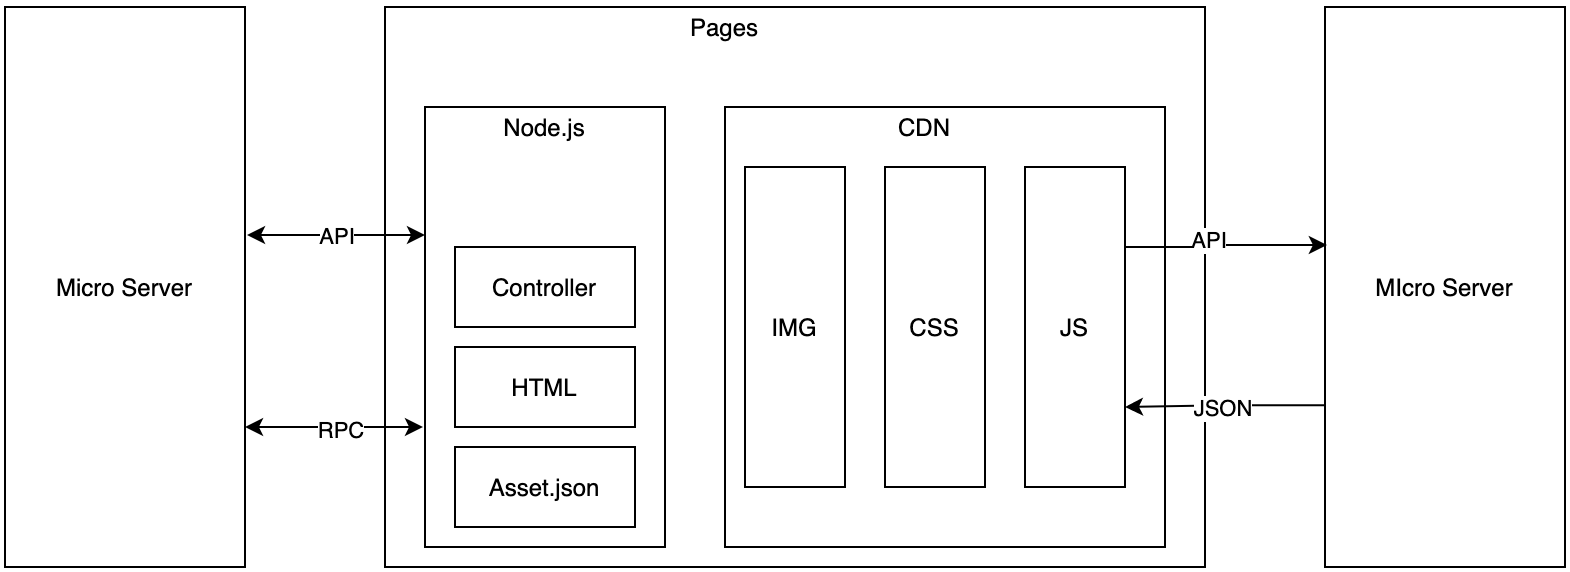 Pages
Node.js
CDN
API
API
Micro Server
Controller
IMG
CSS
JS
MIcro Server
HTML
RPC
JSON
Asset.json